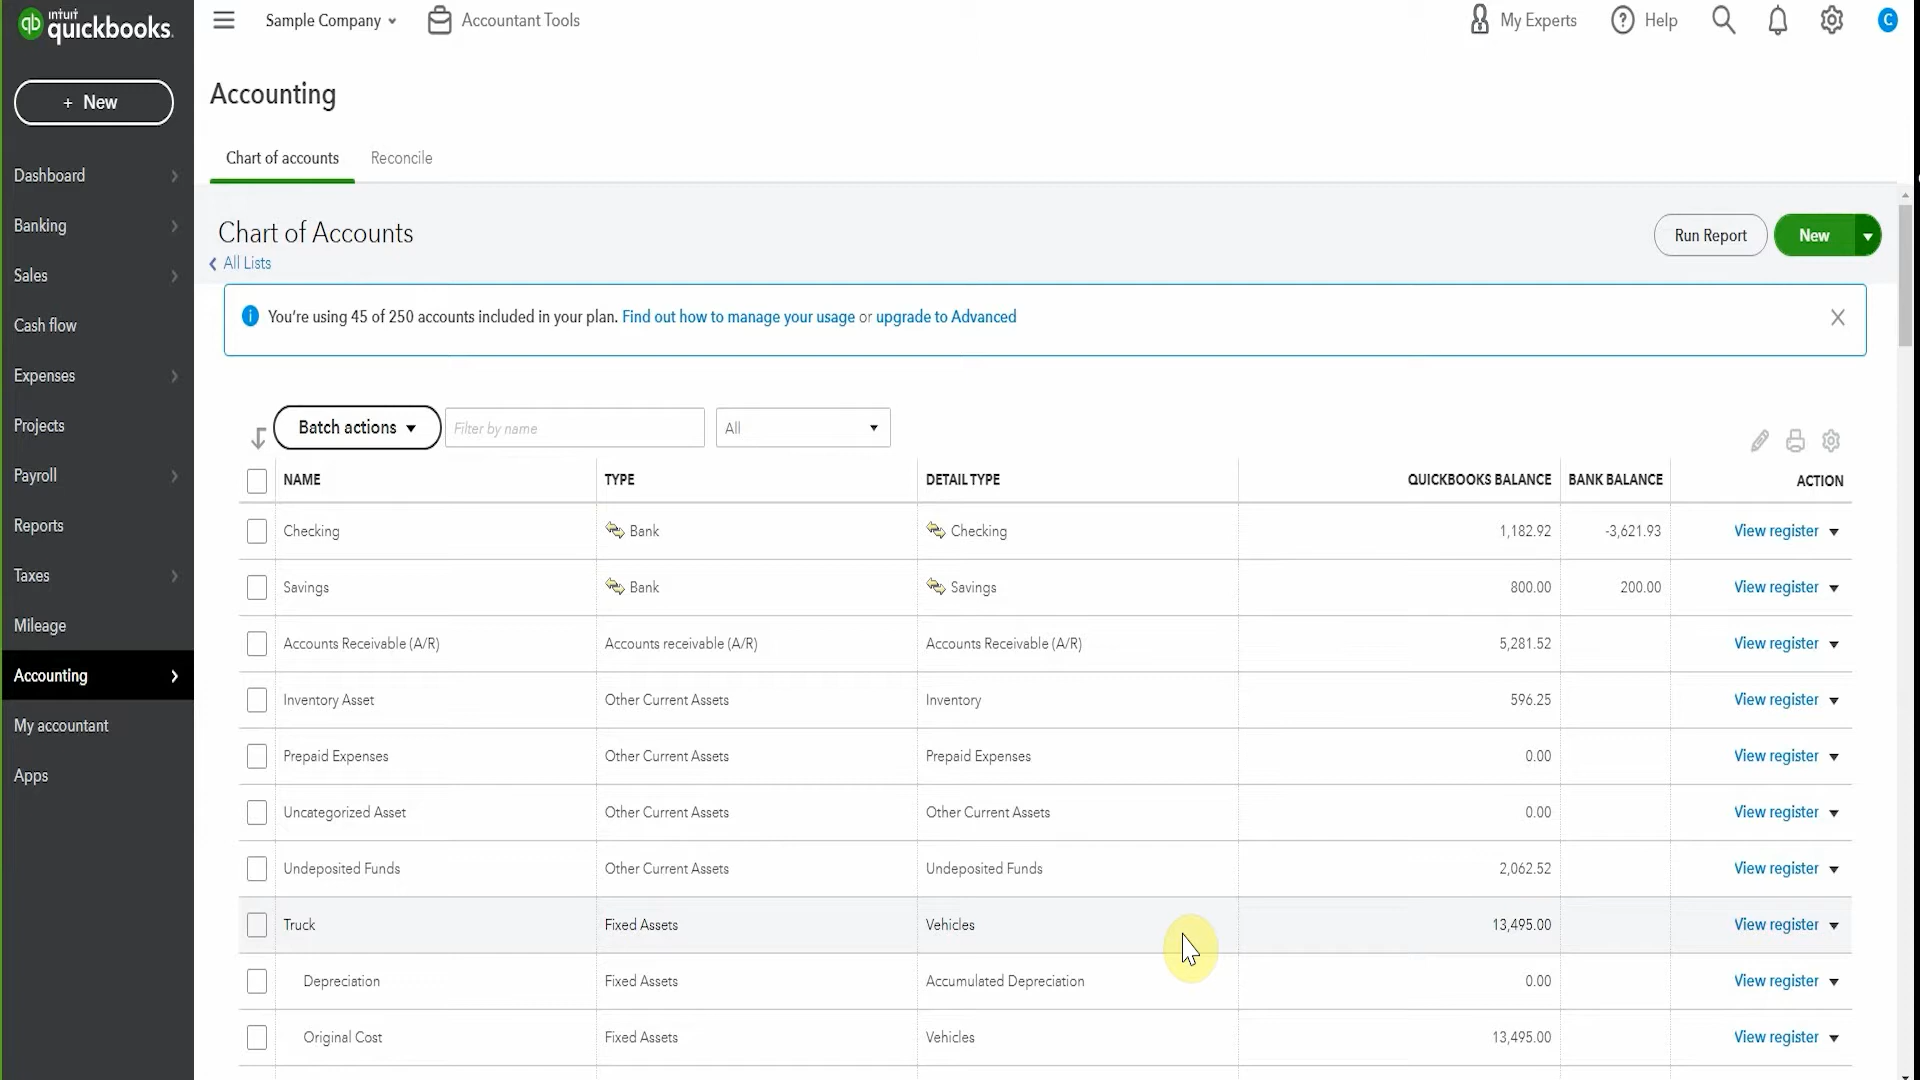 intuit
quickbooks.
Sample Company
Accountant Tools
My Experts
Help
C
+ New
Dashboard
Banking
Sales
Cash flow
Expenses
Projects
Payroll
Reports
Taxes
Mileage
Accounting
My accountant
Apps
Accounting
Chart of accounts Reconcile
Chart of Accounts
All Lists
Run Report New
You're using 45 of 250 accounts included in your plan. Find out how to manage your usage or upgrade to Advanced
Batch actions Filter by name All
NAME TYPE DETAIL TYPE QUICKBOOKS BALANCE BANK BALANCE ACTION
Checking Bank Checking 1,182.92 -3,621.93 View register
Savings Bank Savings 800.00 200.00 View register
Accounts Receivable (A/R) Accounts receivable (A/R) Accounts Receivable (A/R) 5,281.52 View register
Inventory Asset Other Current Assets Inventory 596.25 View register
Prepaid Expenses Other Current Assets Prepaid Expenses 0.00 View register
Uncategorized Asset Other Current Assets Other Current Assets 0.00 View register
Undeposited Funds Other Current Assets Undeposited Funds 2,062.52 View register
Truck Fixed Assets Vehicles 13,495.00 View register
Depreciation Fixed Assets Accumulated Depreciation 0.00 View register
Original Cost Fixed Assets Vehicles 13,495.00 View register